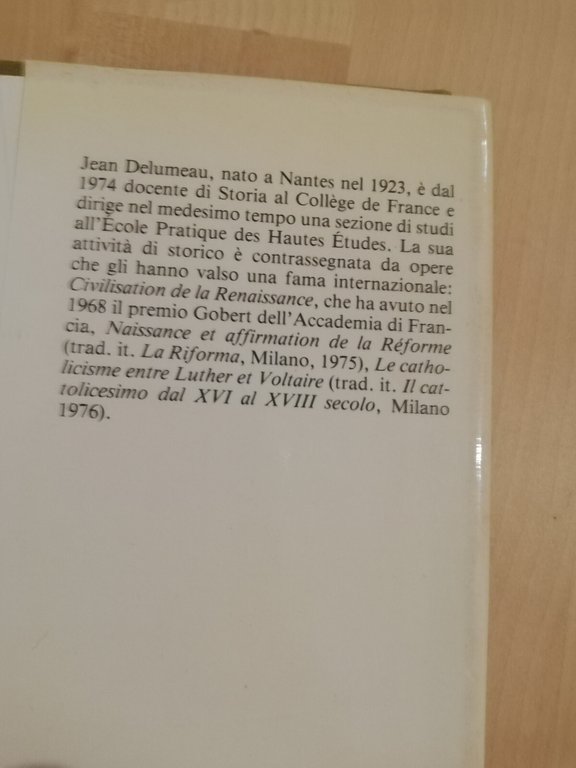 Jean Delumeau, nato a Nantes nel 1923, è dal
1974 docente di Storia al Collège de France e
dirige nel medesimo tempo una sezione di studi
all'École Pratique des Hautes Études. La sua
attività di storico è contrassegnata da opere
che gli hanno valso una fama internazionale:
Civilisation de la Renaissance, che ha avuto nel
1968 il premio Gobert dell'Accademia di Fran-
cia, Naissance et affirmation de la Réforme
(trad. it. La Riforma, Milano, 1975), Le catho-
licisme entre Luther et Voltaire (trad. it. Il cat-
tolicesimo dal XVI al XVIII secolo, Milano
1976).